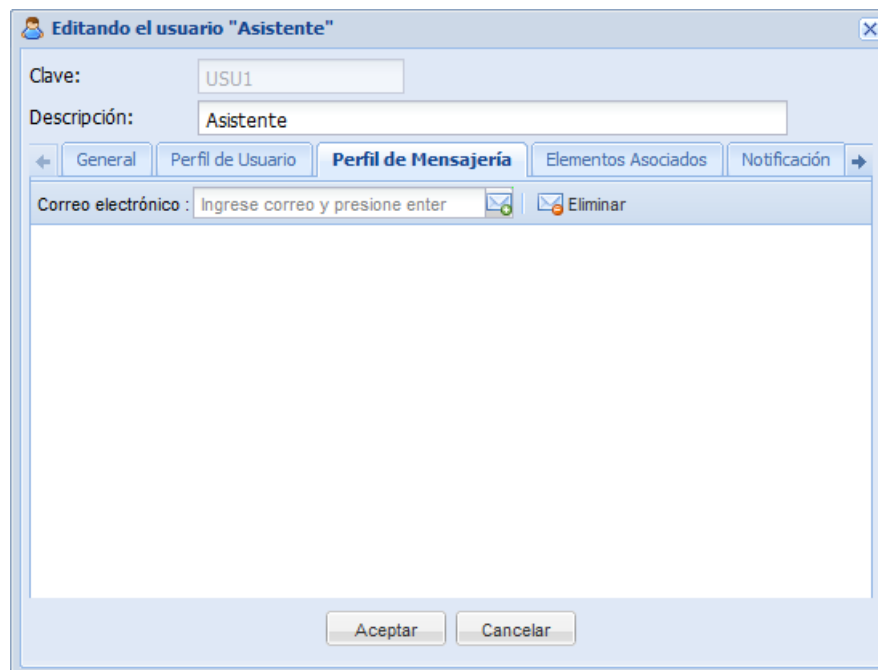 Editando el usuario "Asistente"
Clave: USU1
Descripción: Asistente
General Perfil de Usuario Perfil de Mensajería Elementos Asociados Notificación
Correo electrónico : Ingrese correo y presione enter Eliminar
Aceptar Cancelar